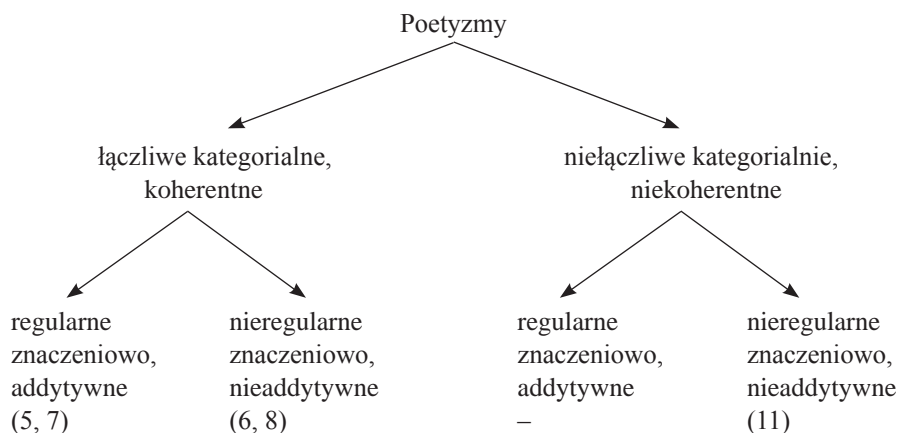 Poetyzmy
łączliwe kategorialne,
koherentne
niełączliwe kategorialnie,
niekoherentne
regularne
znaczeniowo,
addytywne
(5, 7)
nieregularne
znaczeniowo,
nieaddytywne
(6, 8)
regularne
znaczeniowo,
addytywne
–
nieregularne
znaczeniowo,
nieaddytywne
(11)